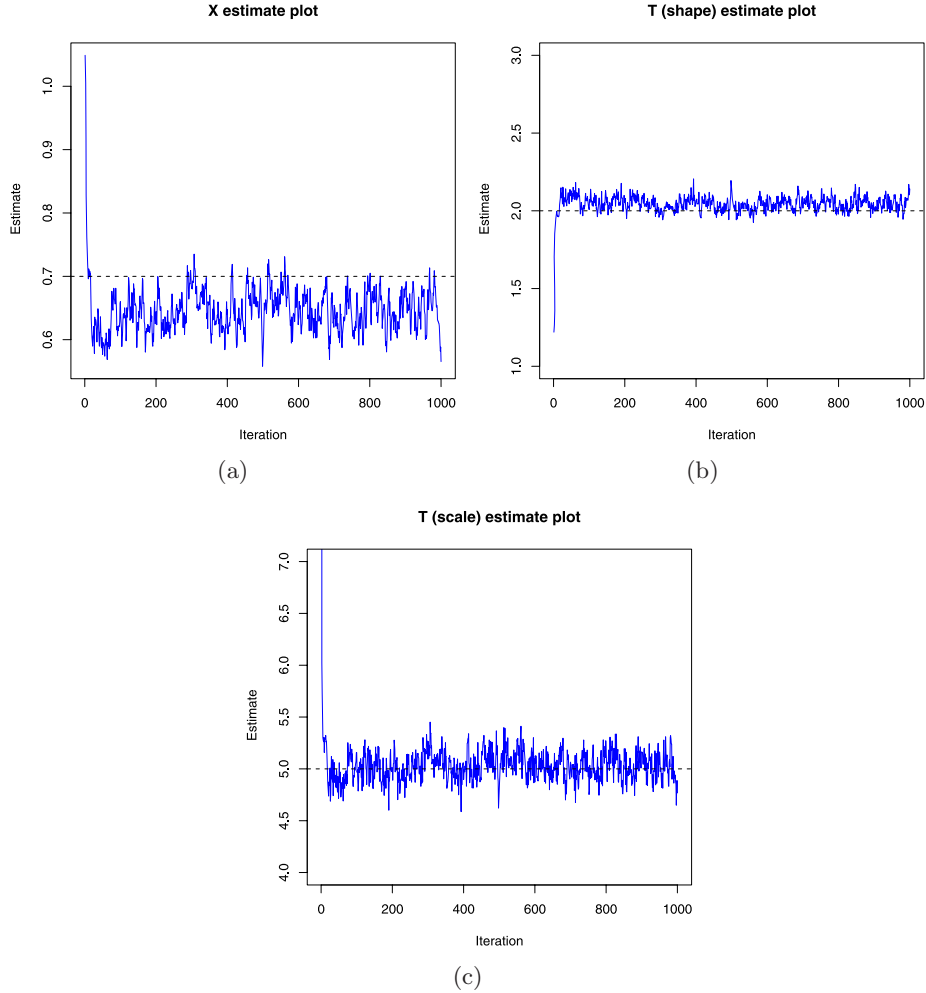 X estimate plot
Estimate
0.6 0.7 0.8 0.9 1.0
0 200 400 600 800 1000
Iteration
(a)
T (shape) estimate plot
Estimate
1.0 1.5 2.0 2.5 3.0
0 200 400 600 800 1000
Iteration
(b)
T (scale) estimate plot
Estimate
4.0 4.5 5.0 5.5 6.0 6.5 7.0
0 200 400 600 800 1000
Iteration
(c)